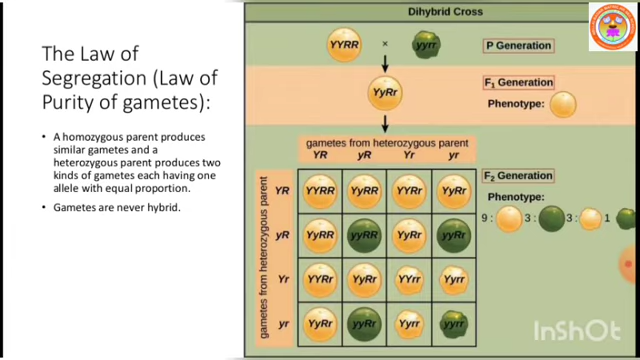 The Law of
Segregation (Law of
Purity of gametes):
• A homozygous parent produces
similar gametes and a
heterozygous parent produces two
kinds of gametes each having one
allele with equal proportion.
• Gametes are never hybrid.
Dihybrid Cross
YYRR × yyrr P Generation
F1 Generation
YyRr Phenotype:
gametes from heterozygous parent
YR yR Yr yr
F2 Generation
Phenotype:
9 : 3 : 3 : 1
gametes from heterozygous parent
YR YYRR YyRR YYRr YyRr
yR YyRR yyRR YyRr yyRr
Yr YYRr YyRr YYrr Yyrr
yr YyRr yyRr Yyrr yyrr
InShOt